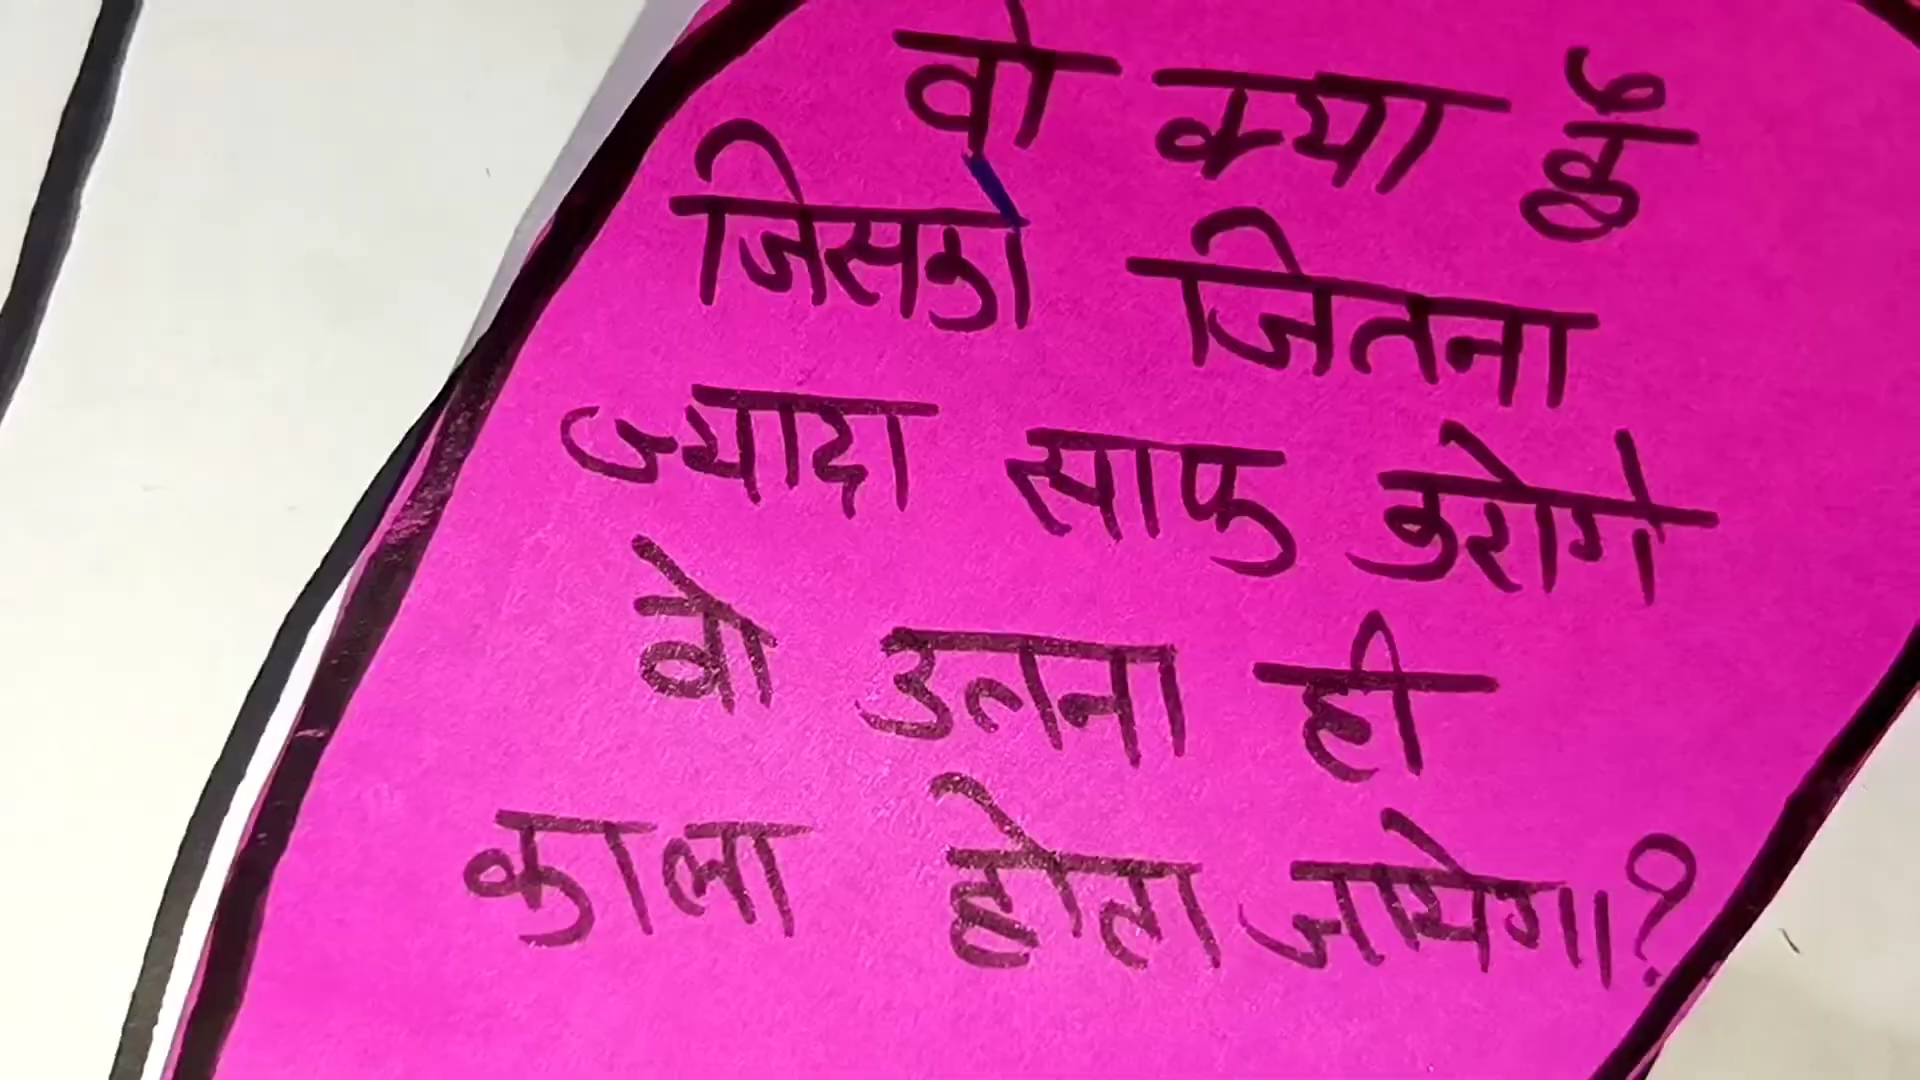 वो क्या हैं
जिसको जितना
ज्यादा साफ करोगे
वो उतना ही
काला होता जायेगा?